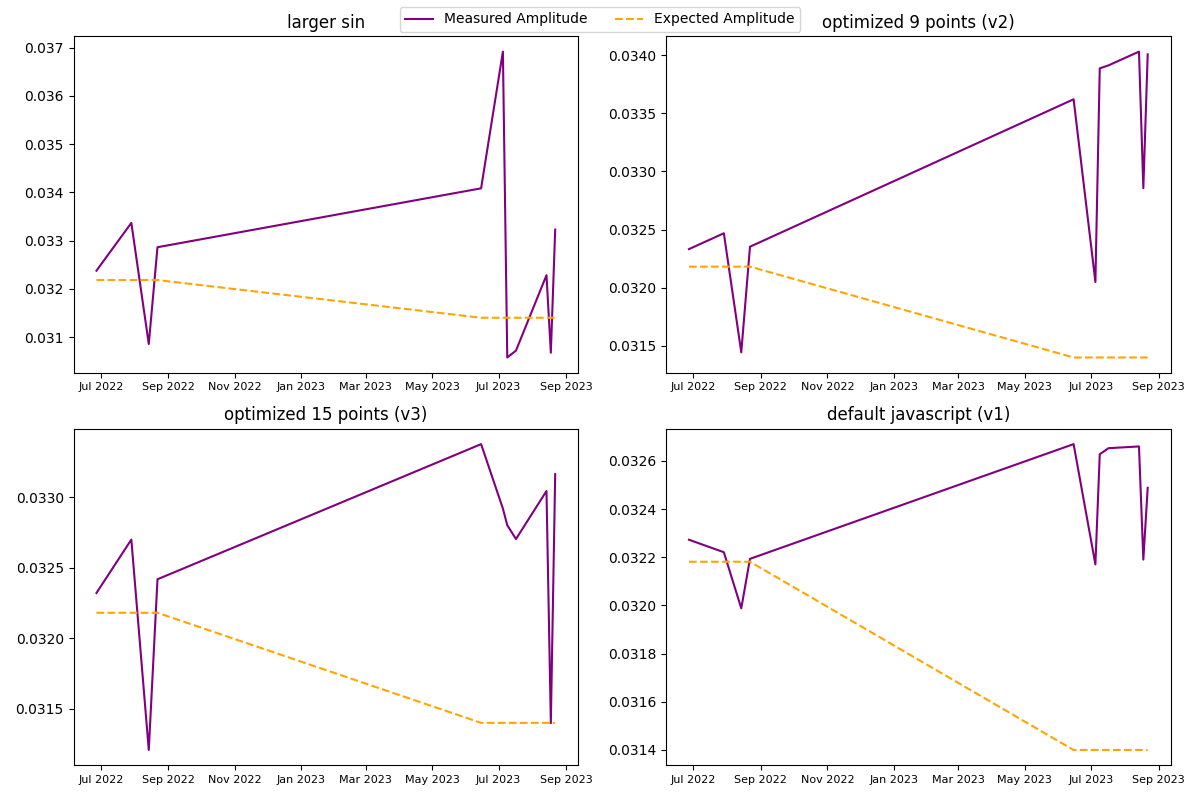 Measured Amplitude Expected Amplitude
larger sin
0.037
0.036
0.035
0.034
0.033
0.032
0.031
Jul 2022 Sep 2022 Nov 2022 Jan 2023 Mar 2023 May 2023 Jul 2023 Sep 2023
optimized 9 points (v2)
0.0340
0.0335
0.0330
0.0325
0.0320
0.0315
Jul 2022 Sep 2022 Nov 2022 Jan 2023 Mar 2023 May 2023 Jul 2023 Sep 2023
optimized 15 points (v3)
0.0330
0.0325
0.0320
0.0315
Jul 2022 Sep 2022 Nov 2022 Jan 2023 Mar 2023 May 2023 Jul 2023 Sep 2023
default javascript (v1)
0.0326
0.0324
0.0322
0.0320
0.0318
0.0316
0.0314
Jul 2022 Sep 2022 Nov 2022 Jan 2023 Mar 2023 May 2023 Jul 2023 Sep 2023